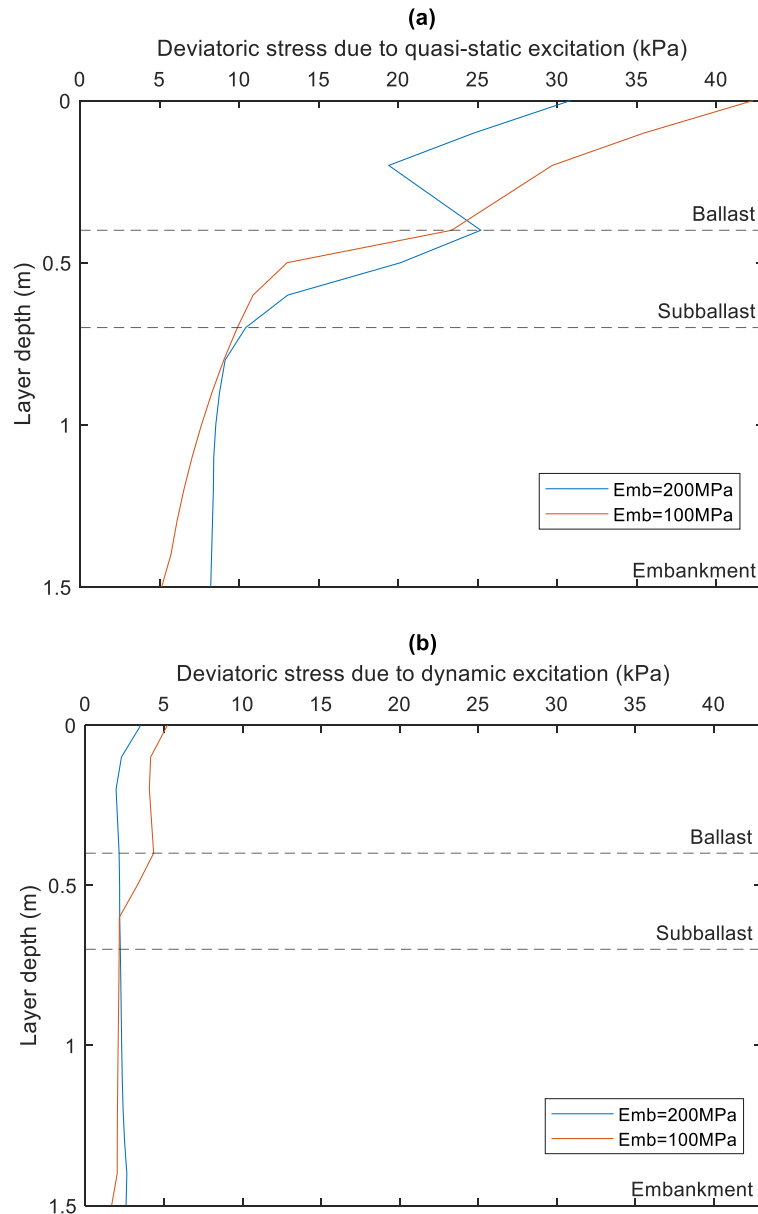 (a)
Deviatoric stress due to quasi-static excitation (kPa)
0 5 10 15 20 25 30 35 40
0
Ballast
0.5
Subballast
Layer depth (m)
1
Emb=200MPa
Emb=100MPa
Embankment
1.5
(b)
Deviatoric stress due to dynamic excitation (kPa)
0 5 10 15 20 25 30 35 40
0
Ballast
0.5
Subballast
Layer depth (m)
1
Emb=200MPa
Emb=100MPa
Embankment
1.5